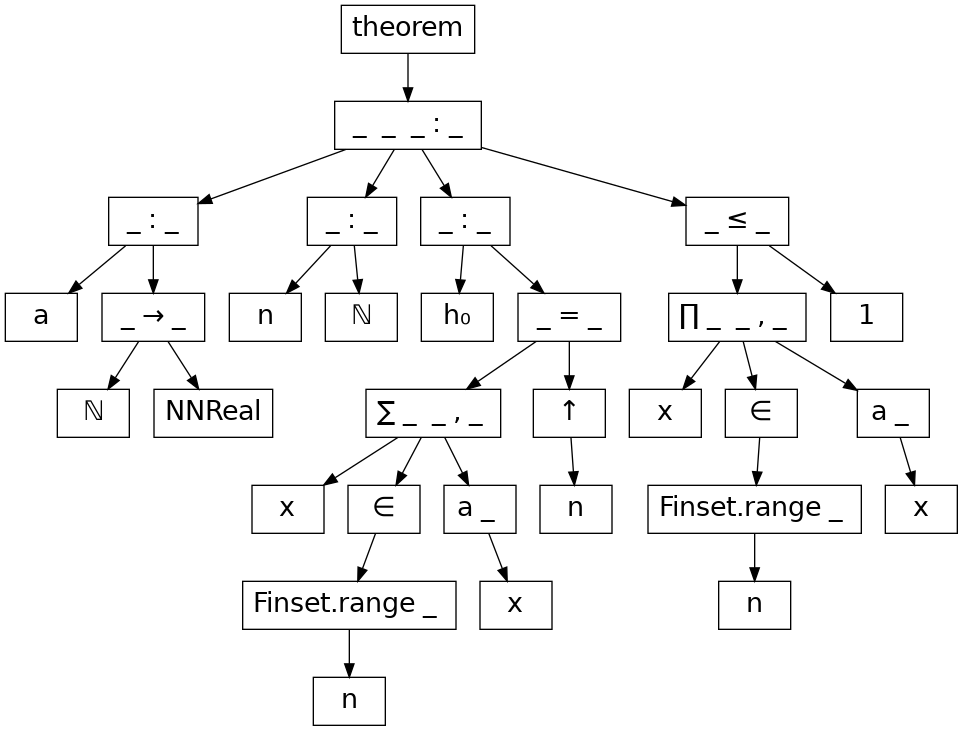 theorem
_ _ _ : _
_ : _ _ : _ _ : _ _ ≤ _
a _ → _ n ℕ h₀ _ = _ ∏ _ _ , _ 1
ℕ NNReal ∑ _ _ , _ ↑ x ∈ a _
x ∈ a _ n Finset.range _ x
Finset.range _ x n
n